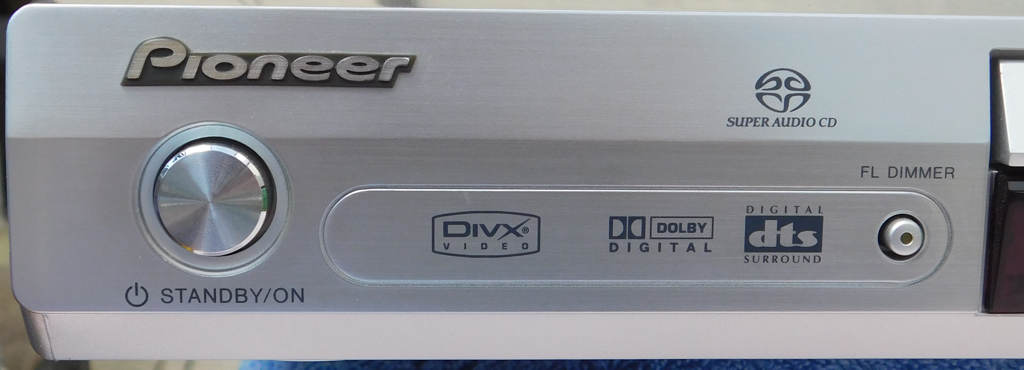 Pioneer
SUPER AUDIO CD
FL DIMMER
DIVX®
VIDEO
DOLBY
DIGITAL
DIGITAL
dts
SURROUND
STANDBY/ON